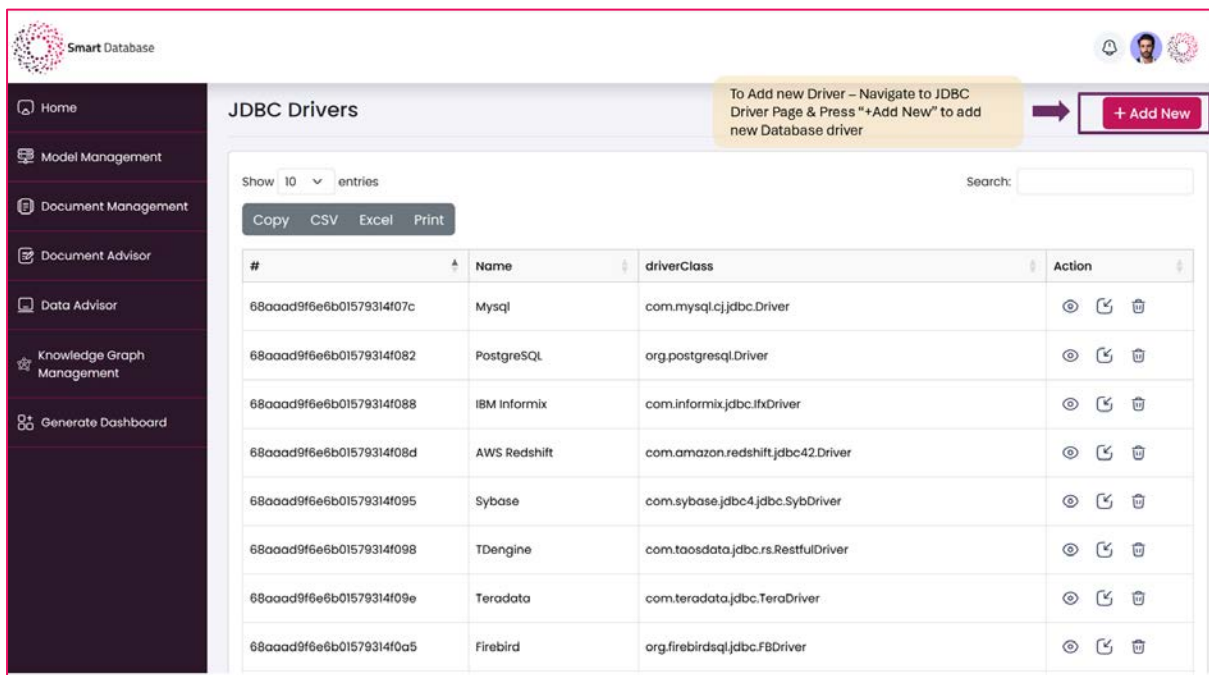 Smart Database
Home
JDBC Drivers
To Add new Driver – Navigate to JDBC
Driver Page & Press "+Add New" to add
new Database driver
+ Add New
Model Management
Document Management
Document Advisor
Data Advisor
Knowledge Graph
Management
Generate Dashboard
Show 10 entries
Search:
Copy CSV Excel Print
# Name driverClass Action
68aaad9f6e6b01579314f07c Mysql com.mysql.cj.jdbc.Driver
68aaad9f6e6b01579314f082 PostgreSQL org.postgresql.Driver
68aaad9f6e6b01579314f088 IBM Informix com.informix.jdbc.IfxDriver
68aaad9f6e6b01579314f08d AWS Redshift com.amazon.redshift.jdbc42.Driver
68aaad9f6e6b01579314f095 Sybase com.sybase.jdbc4.jdbc.SybDriver
68aaad9f6e6b01579314f098 TDengine com.taosdata.jdbc.rs.RestfulDriver
68aaad9f6e6b01579314f09e Teradata com.teradata.jdbc.TeraDriver
68aaad9f6e6b01579314f0a5 Firebird org.firebirdsql.jdbc.FBDriver